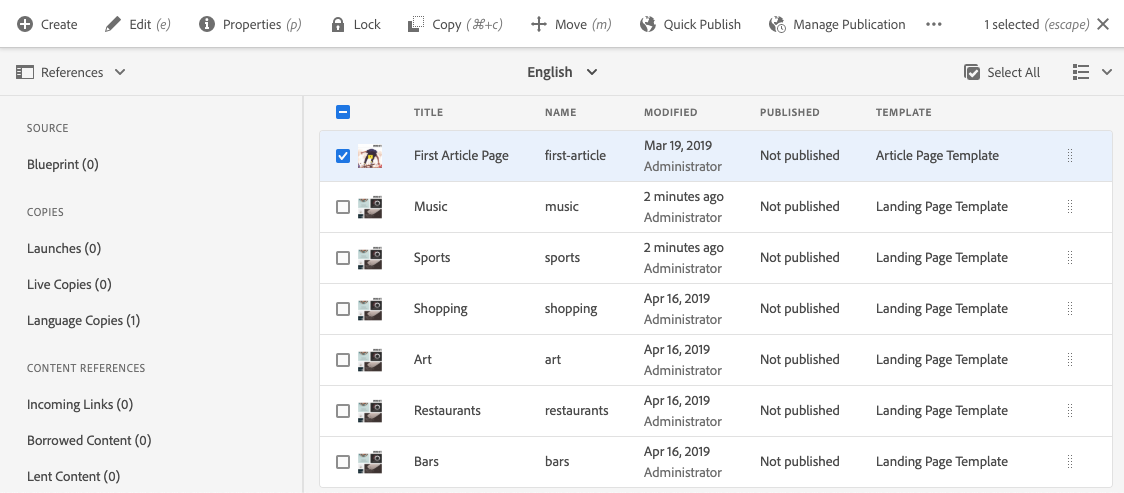 Create Edit (e) Properties (p) Lock Copy (⌘+c) Move (m) Quick Publish Manage Publication ••• 1 selected (escape)
References English Select All
SOURCE
Blueprint (0)
COPIES
Launches (0)
Live Copies (0)
Language Copies (1)
CONTENT REFERENCES
Incoming Links (0)
Borrowed Content (0)
Lent Content (0)
TITLE NAME MODIFIED PUBLISHED TEMPLATE
First Article Page first-article Mar 19, 2019 Not published Article Page Template
Administrator
Music music 2 minutes ago Not published Landing Page Template
Administrator
Sports sports 2 minutes ago Not published Landing Page Template
Administrator
Shopping shopping Apr 16, 2019 Not published Landing Page Template
Administrator
Art art Apr 16, 2019 Not published Landing Page Template
Administrator
Restaurants restaurants Apr 16, 2019 Not published Landing Page Template
Administrator
Bars bars Apr 16, 2019 Not published Landing Page Template
Administrator